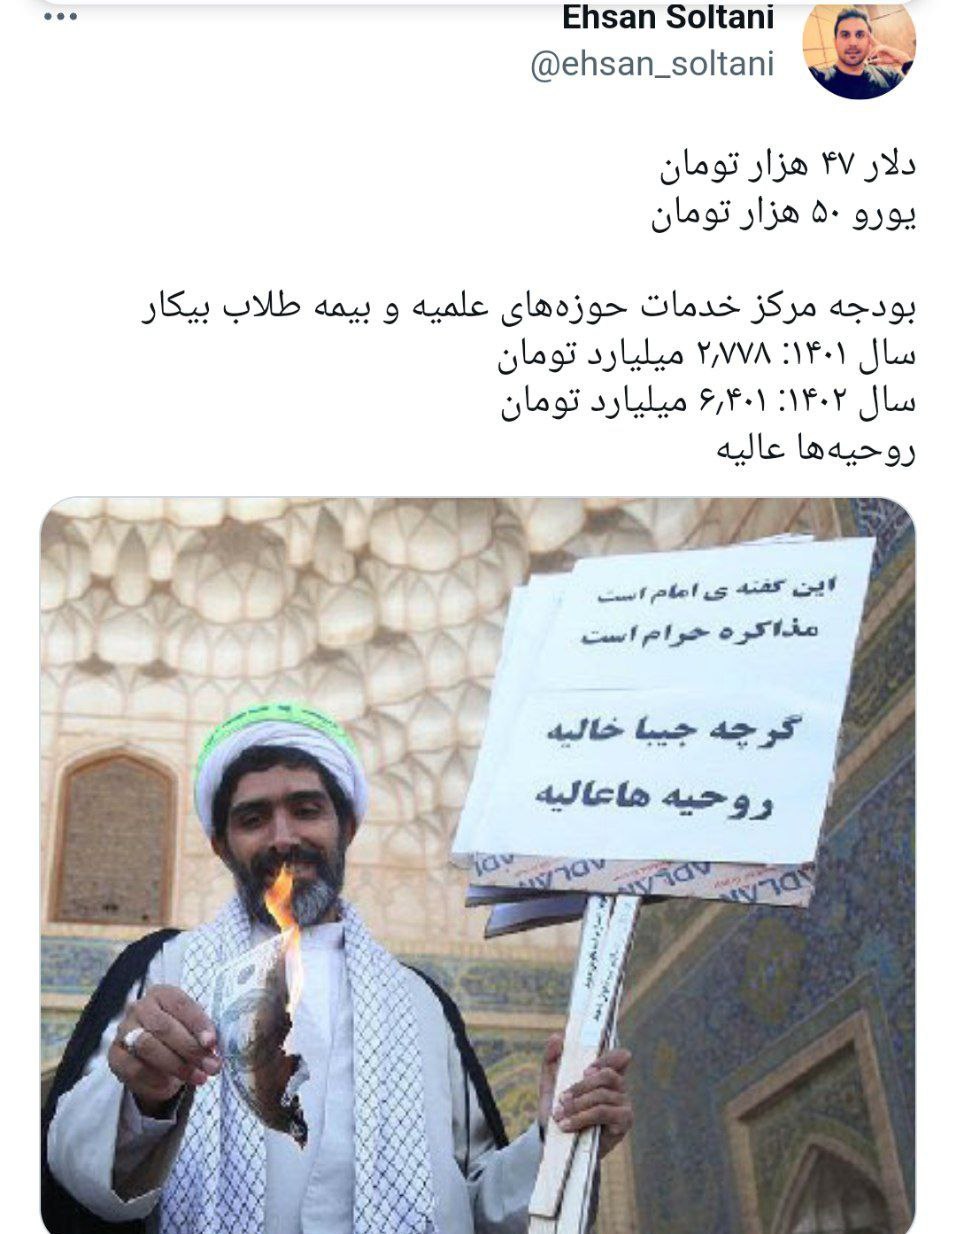 Ehsan Soltani
@ehsan_soltani
دلار ۴۷ هزار تومان
یورو ۵۰ هزار تومان
بودجه مرکز خدمات حوزه‌های علمیه و بیمه طلاب بیکار
سال ۱۴۰۱: ۲٫۷۷۸ میلیارد تومان
سال ۱۴۰۲: ۶٫۴۰۱ میلیارد تومان
روحیه‌ها عالیه
این گفته ی امام است
مذاکره حرام است
گرچه جیبا خالیه
روحیه هاعالیه